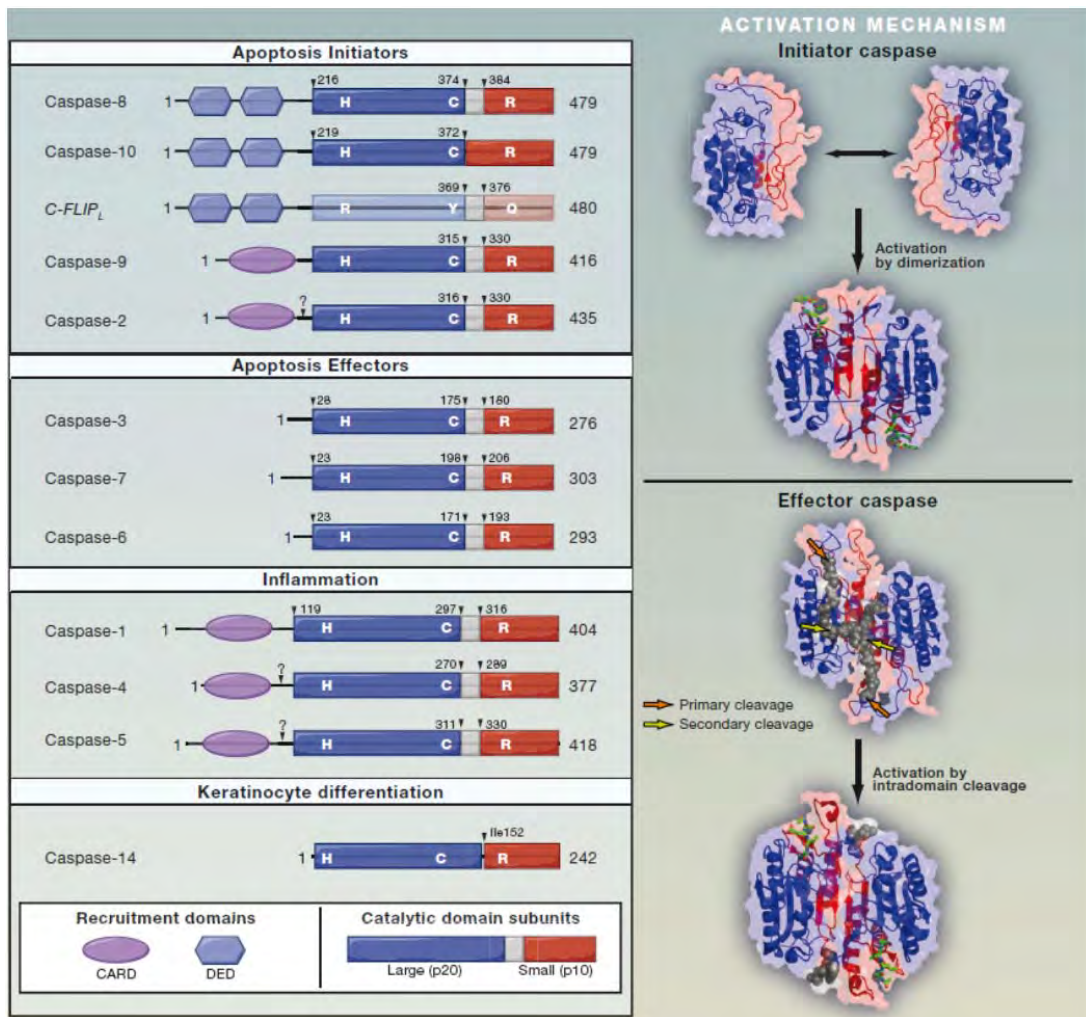 Apoptosis Initiators
Caspase-8 1 216 374 384 H C R 479
Caspase-10 1 219 372 H C R 479
C-FLIPL 1 369 376 R Y Q 480
Caspase-9 1 315 330 H C R 416
Caspase-2 1 ? 316 330 H C R 435
Apoptosis Effectors
Caspase-3 1 28 175 180 H C R 276
Caspase-7 1 23 198 206 H C R 303
Caspase-6 1 23 171 193 H C R 293
Inflammation
Caspase-1 1 119 297 316 H C R 404
Caspase-4 1 ? 270 289 H C R 377
Caspase-5 1 ? 311 330 H C R 418
Keratinocyte differentiation
Caspase-14 1 Ile152 H C R 242
Recruitment domains
CARD DED
Catalytic domain subunits
Large (p20) Small (p10)
ACTIVATION MECHANISM
Initiator caspase
Activation
by dimerization
Effector caspase
Primary cleavage
Secondary cleavage
Activation by
intradomain cleavage